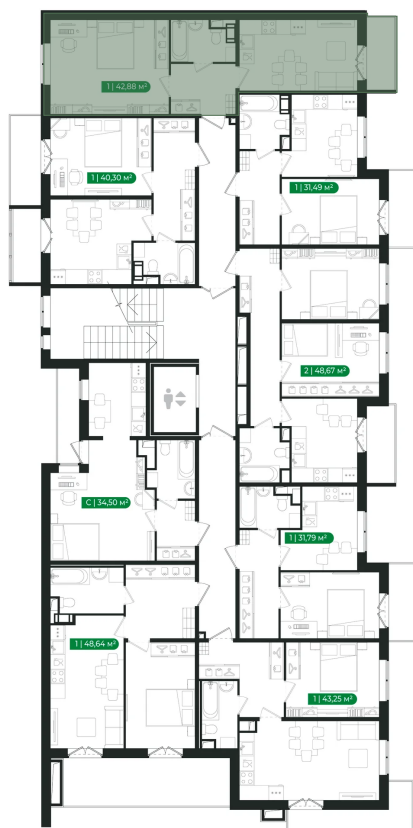 1 | 42,88 м²
1 | 40,30 м²
1 | 31,49 м²
2 | 48,67 м²
С | 34,50 м²
1 | 31,79 м²
1 | 48,64 м²
1 | 43,25 м²